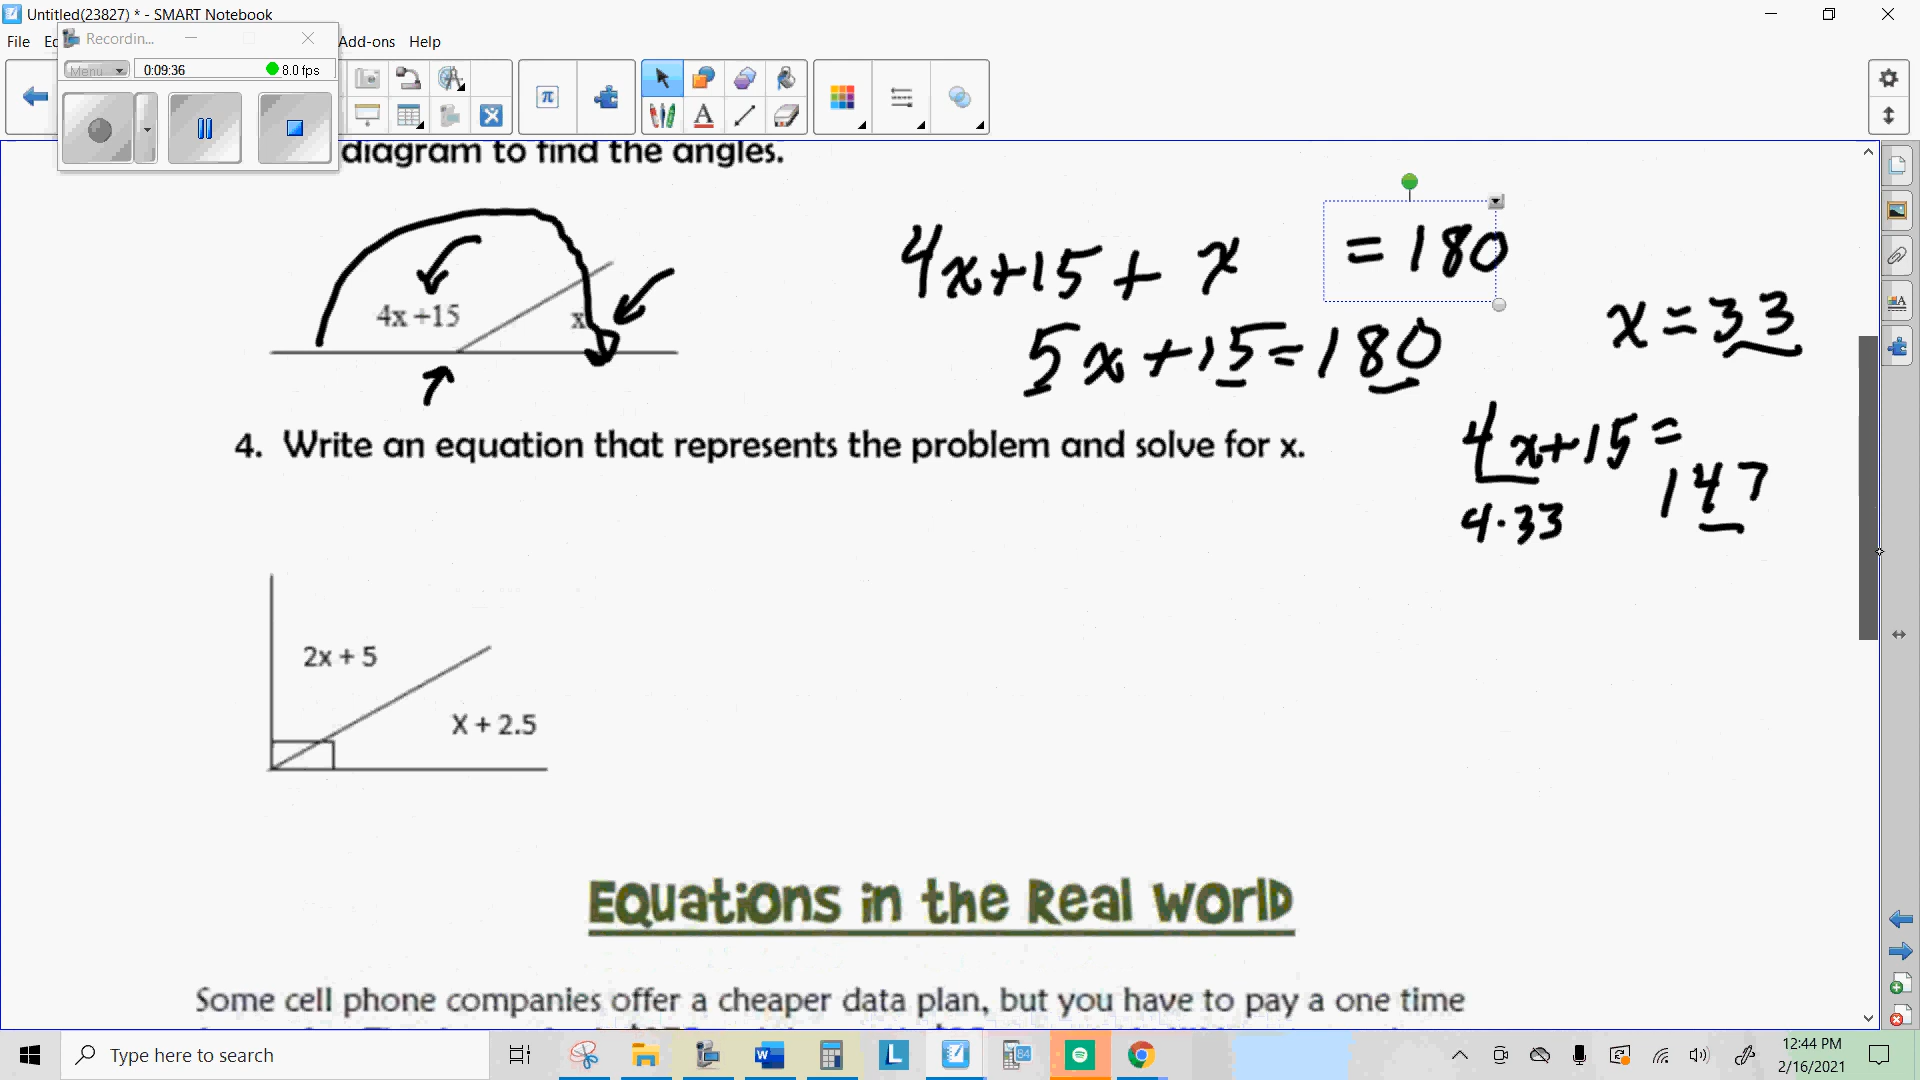 Untitled(23827) * - SMART Notebook
File
Recordin...
Add-ons
Help
Menu
0:09:36
8.0 fps
diagram to find the angles.
4x+15+ x = 180
4x +15
x
5x+15=180
x=33
4. Write an equation that represents the problem and solve for x.
4x+15=
147
4·33
2x + 5
X + 2.5
Equations in the Real World
Some cell phone companies offer a cheaper data plan, but you have to pay a one time
Type here to search
12:44 PM
2/16/2021